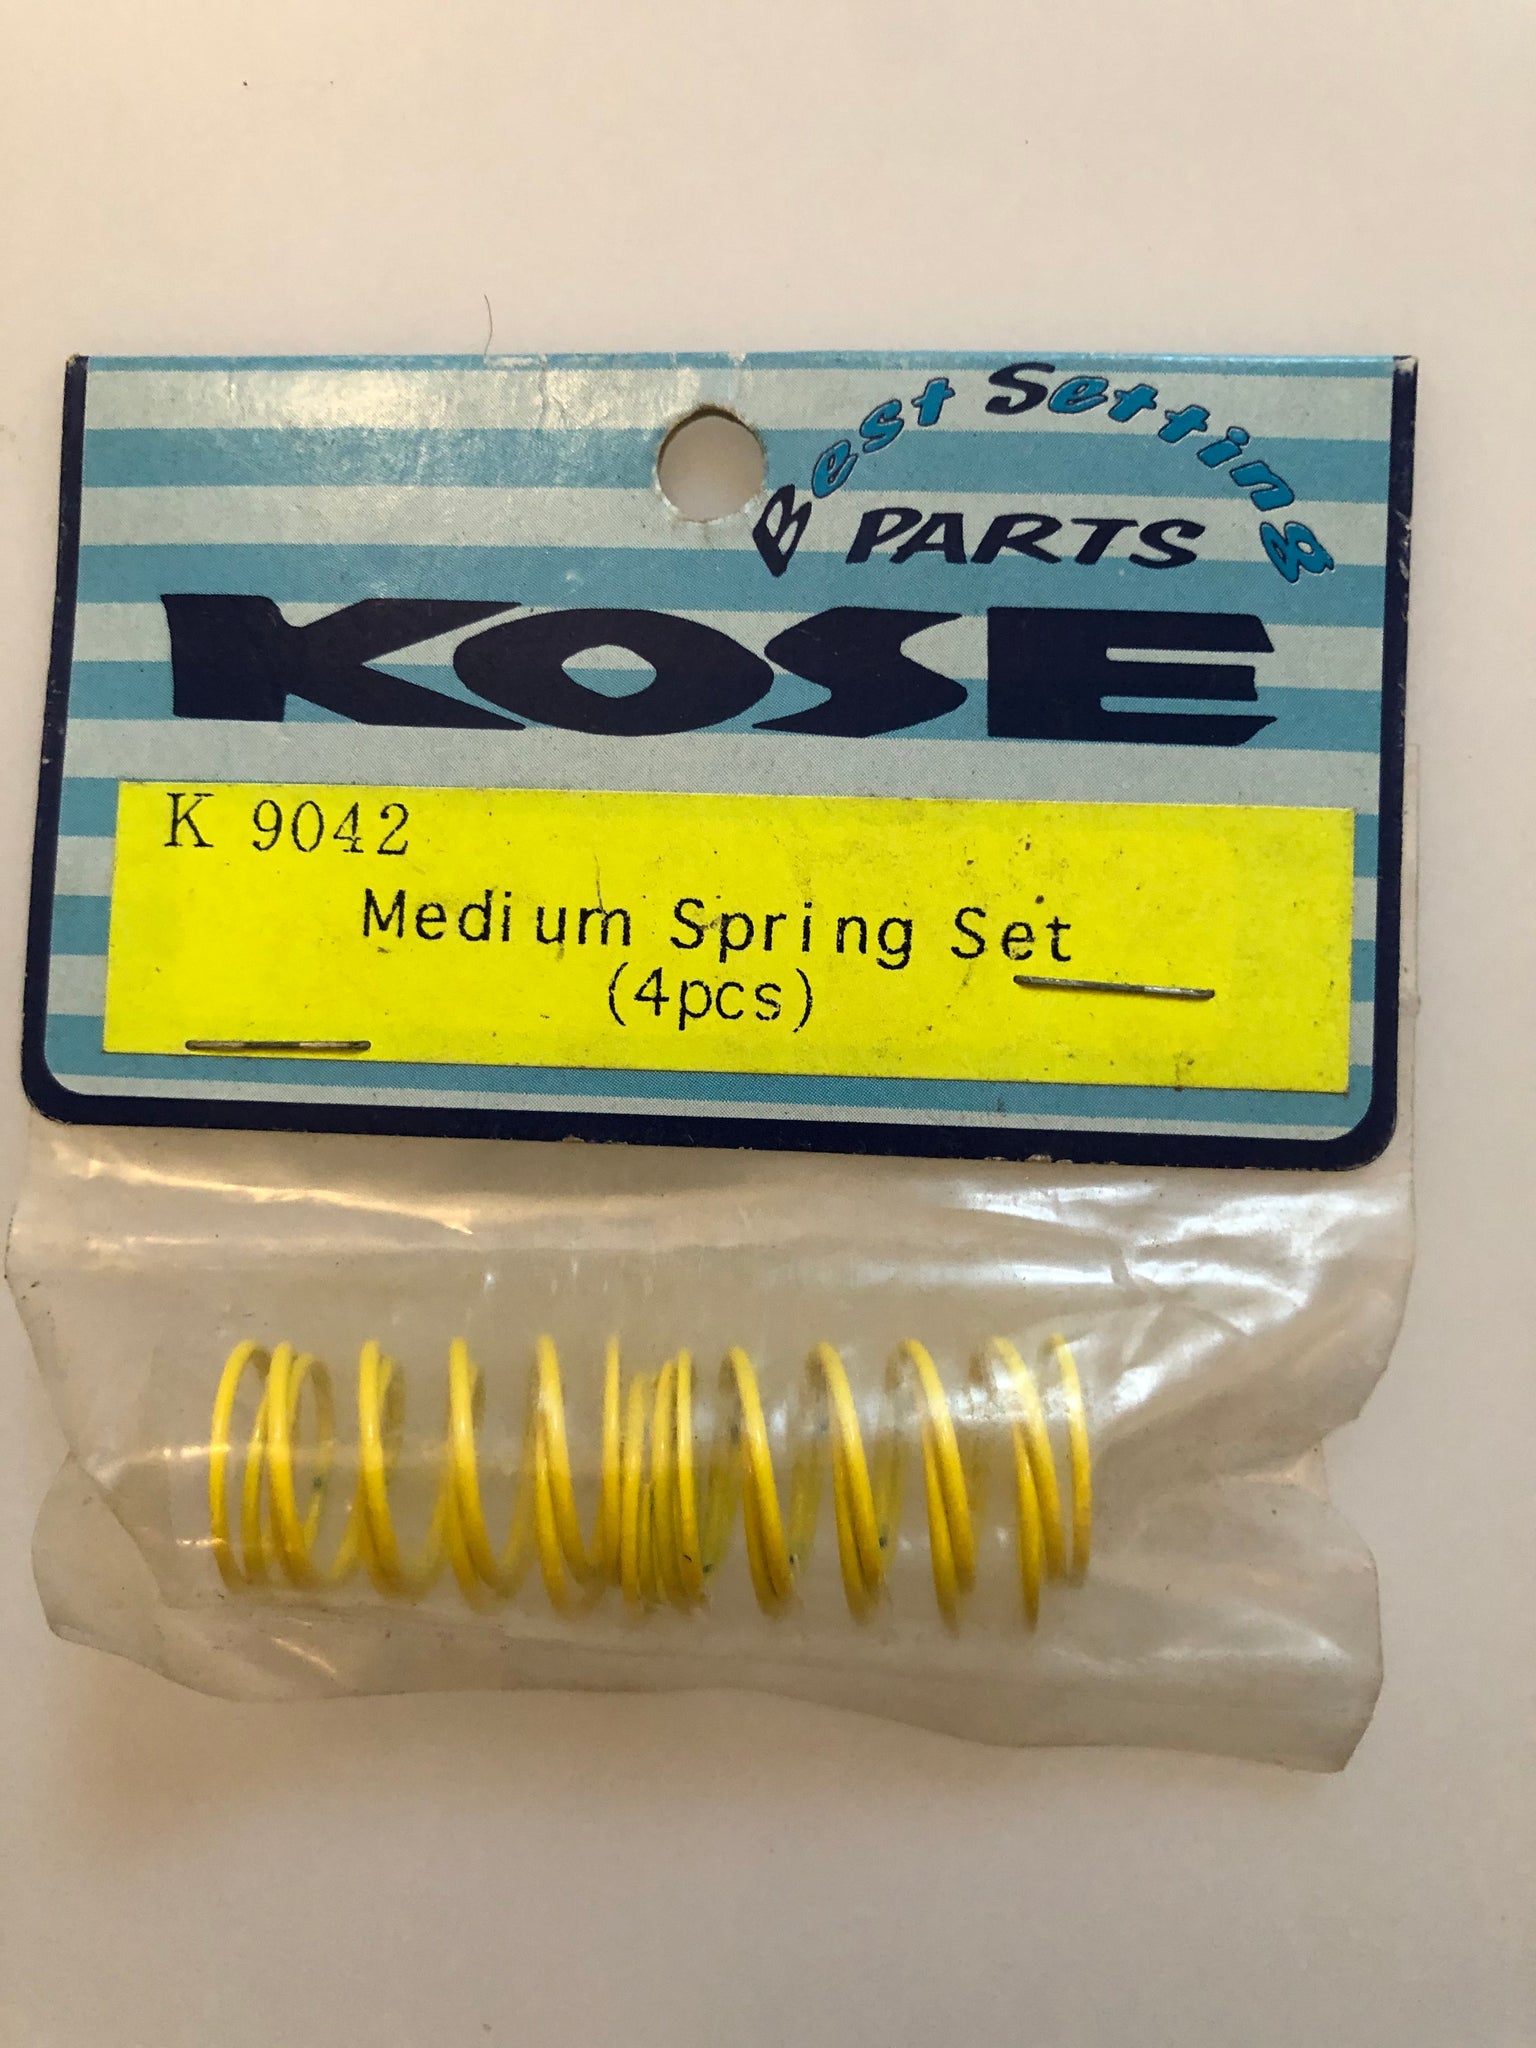 Best Setting
PARTS
KOSE
K 9042
Medium Spring Set
(4pcs)